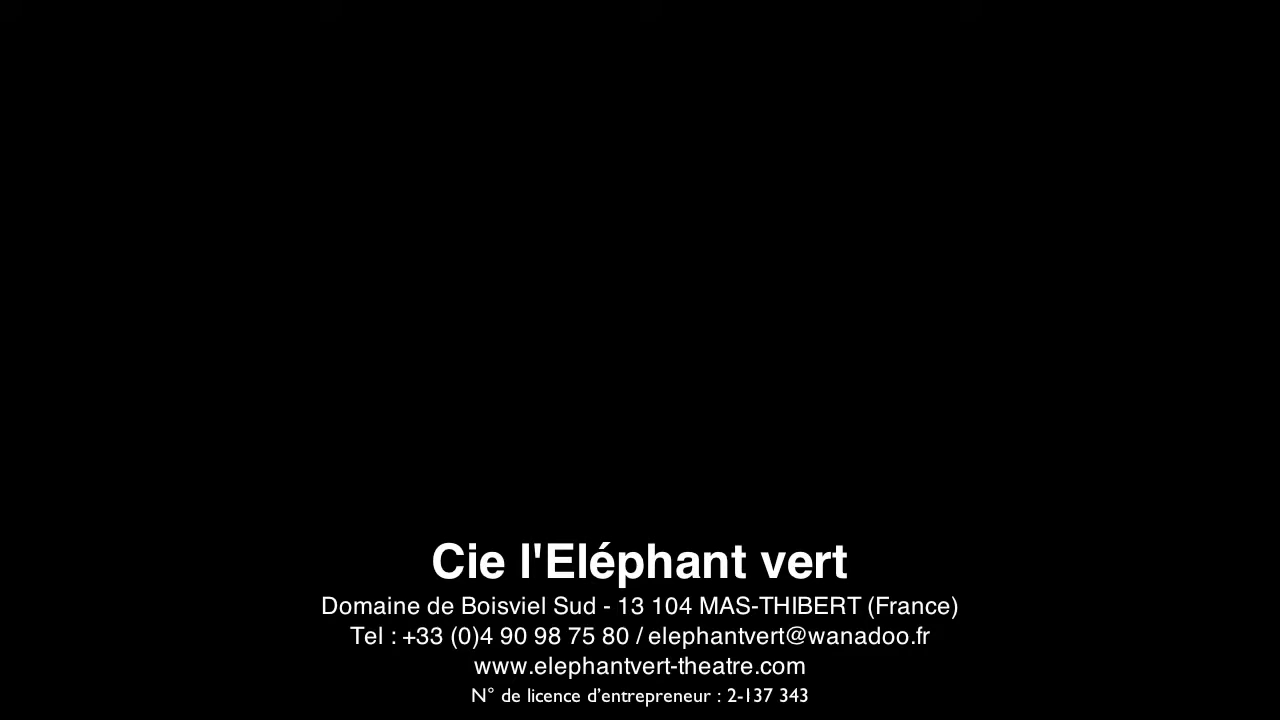 Cie l'Eléphant vert
Domaine de Boisviel Sud - 13 104 MAS-THIBERT (France)
Tel : +33 (0)4 90 98 75 80 / elephantvert@wanadoo.fr
www.elephantvert-theatre.com
N° de licence d’entrepreneur : 2-137 343